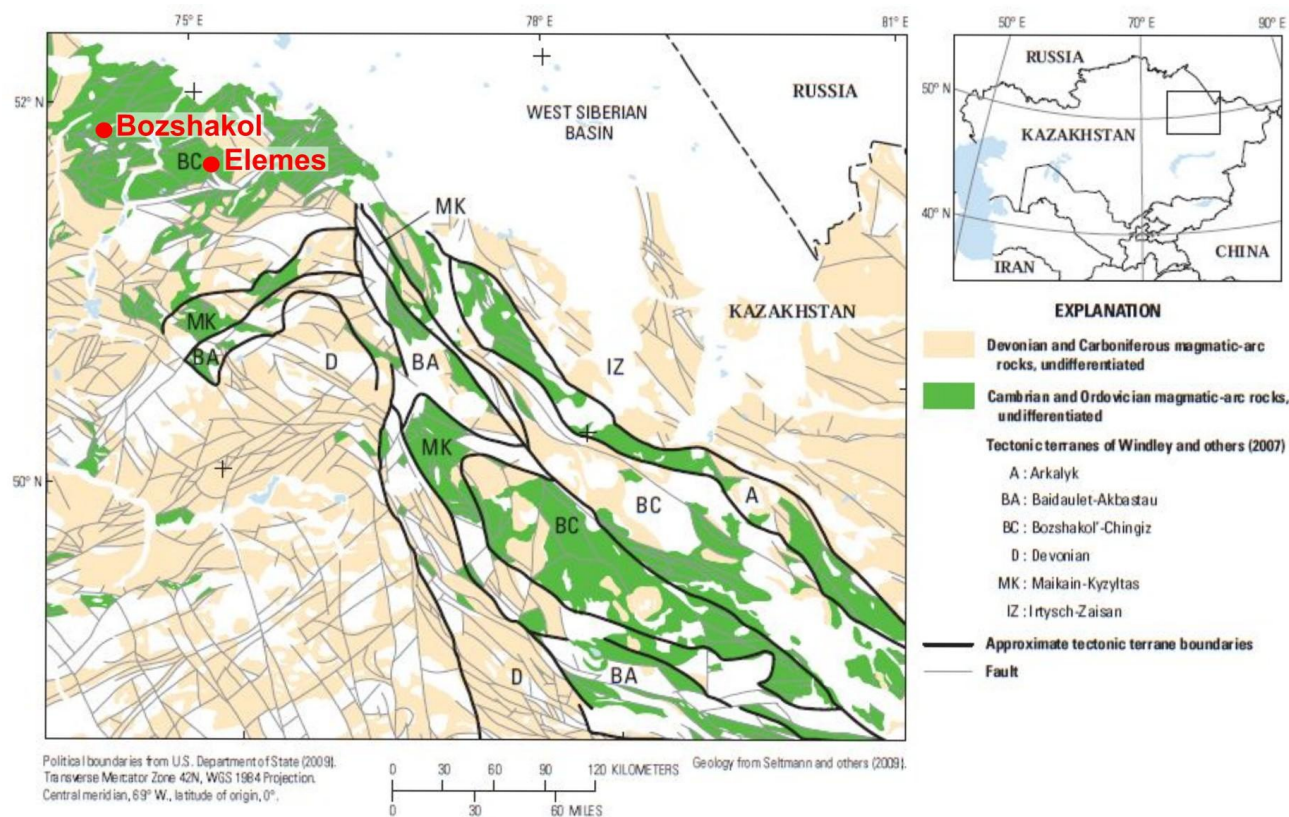 75° E
78° E
81° E
50° E
70° E
90° E
52° N
50° N
RUSSIA
WEST SIBERIAN
BASIN
Bozshakol
BC
Elemes
MK
KAZAKHSTAN
MK
BA
D
BA
IZ
MK
BC
BC
A
D
BA
RUSSIA
50° N
KAZAKHSTAN
40° N
IRAN
CHINA
EXPLANATION
Devonian and Carboniferous magmatic-arc
rocks, undifferentiated
Cambrian and Ordovician magmatic-arc rocks,
undifferentiated
Tectonic terranes of Windley and others (2007)
A : Arkalyk
BA : Baidaulet-Akbastau
BC : Bozshakol'-Chingiz
D : Devonian
MK : Maikain-Kyzyltas
IZ : Irtysch-Zaisan
Approximate tectonic terrane boundaries
Fault
Political boundaries from U.S. Department of State (2009).
Transverse Mercator Zone 42N, WGS 1984 Projection.
Central meridian, 69° W., latitude of origin, 0°.
0 30 60 90 120 KILOMETERS
0 30 60 MILES
Geology from Seltmann and others (2009).